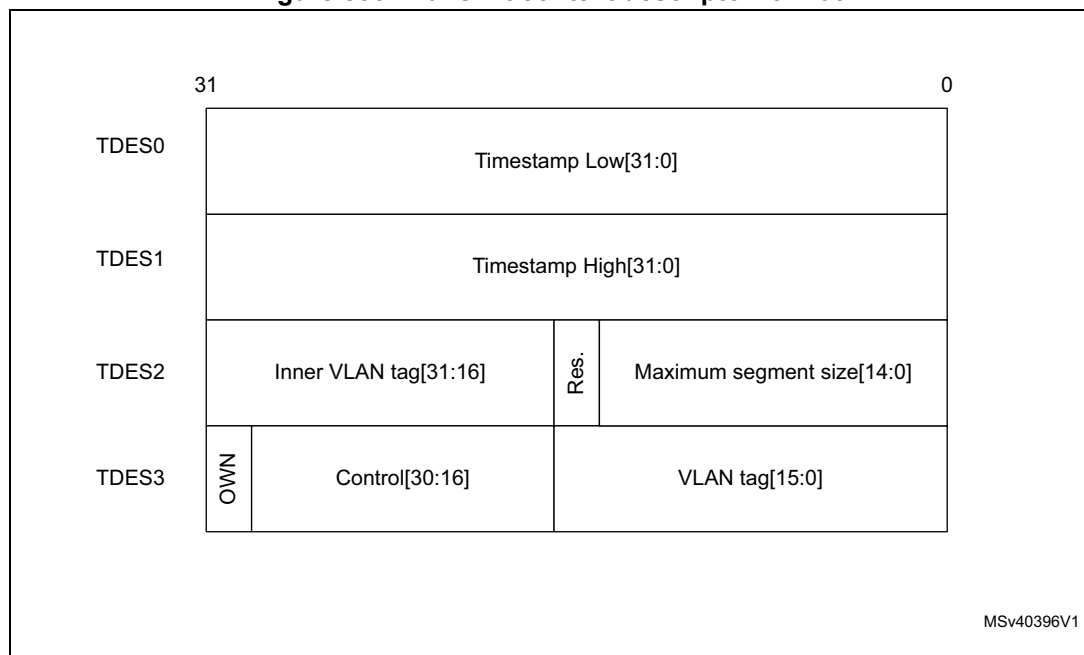 31 0
TDES0 Timestamp Low[31:0]
TDES1 Timestamp High[31:0]
TDES2 Inner VLAN tag[31:16] Res. Maximum segment size[14:0]
TDES3 OWN Control[30:16] VLAN tag[15:0]
MSv40396V1